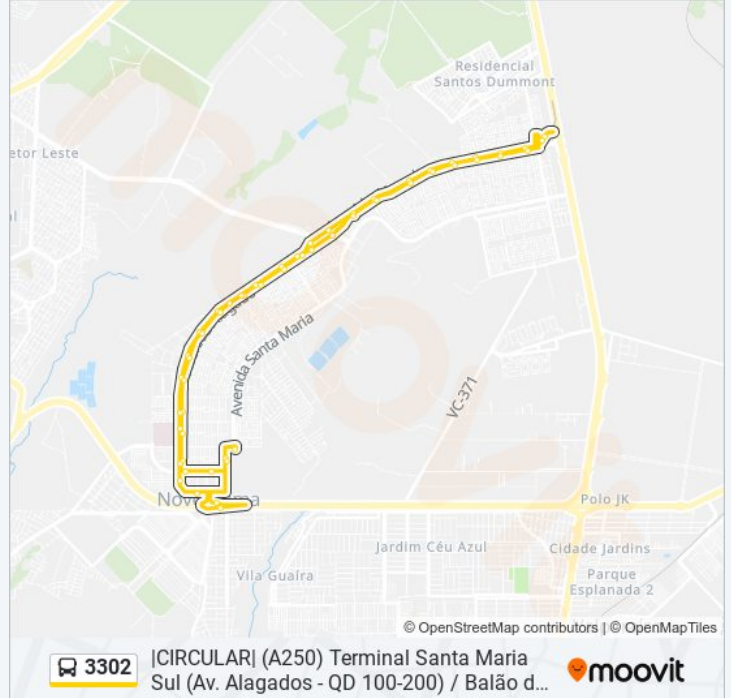 Residencial
Santos Dummont
etor Leste
al
Avenida Santa Maria
VC-371
Polo JK
Jardim Céu Azul
Cidade Jardins
Vila Guaíra
Parque
Esplanada 2
© OpenStreetMap contributors | © OpenMapTiles
3302
|CIRCULAR| (A250) Terminal Santa Maria
Sul (Av. Alagados - QD 100-200) / Balão d...
moovit